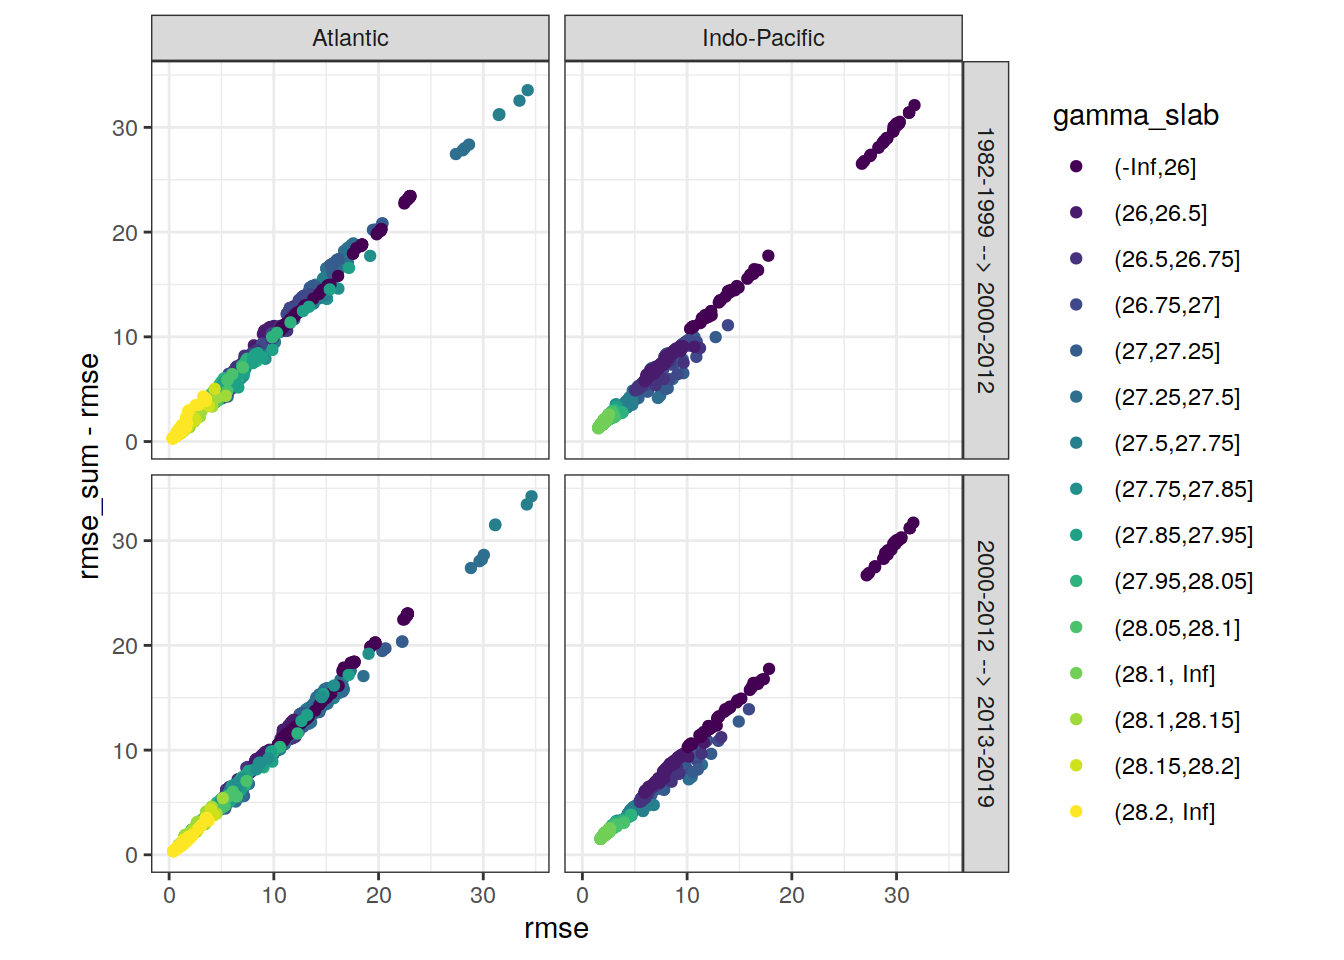 Atlantic
Indo-Pacific
30
20
10
0
1982-1999 --> 2000-2012
30
20
10
0
2000-2012 --> 2013-2019
0
10
20
30
0
10
20
30
rmse
rmse_sum - rmse
gamma_slab
(-Inf,26]
(26,26.5]
(26.5,26.75]
(26.75,27]
(27,27.25]
(27.25,27.5]
(27.5,27.75]
(27.75,27.85]
(27.85,27.95]
(27.95,28.05]
(28.05,28.1]
(28.1, Inf]
(28.1,28.15]
(28.15,28.2]
(28.2, Inf]